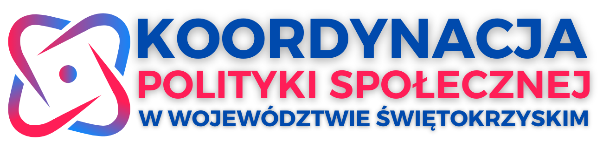 KOORDYNACJA
POLITYKI SPOŁECZNEJ
W WOJEWÓDZTWIE ŚWIĘTOKRZYSKIM